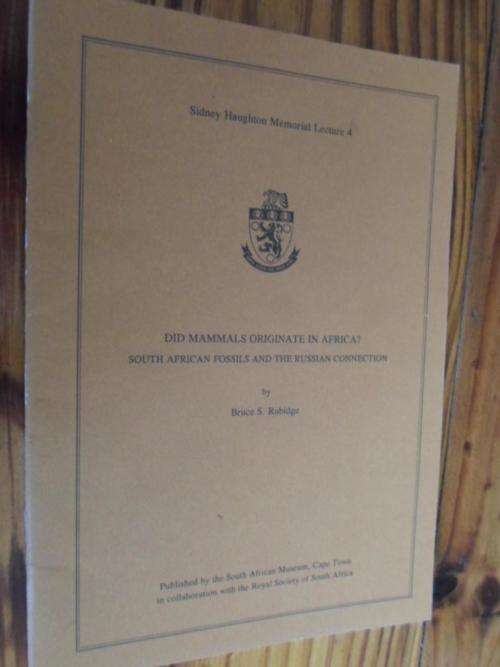 Sidney Haughton Memorial Lecture 4
DID MAMMALS ORIGINATE IN AFRICA?
SOUTH AFRICAN FOSSILS AND THE RUSSIAN CONNECTION
by
Bruce S. Rubidge
Published by the South African Museum, Cape Town
in collaboration with the Royal Society of South Africa